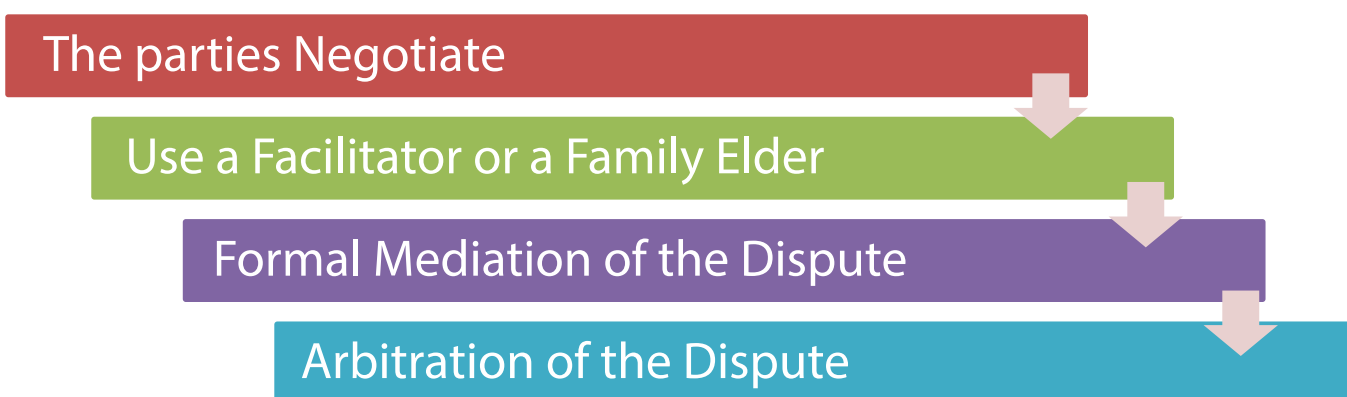 The parties Negotiate
Use a Facilitator or a Family Elder
Formal Mediation of the Dispute
Arbitration of the Dispute